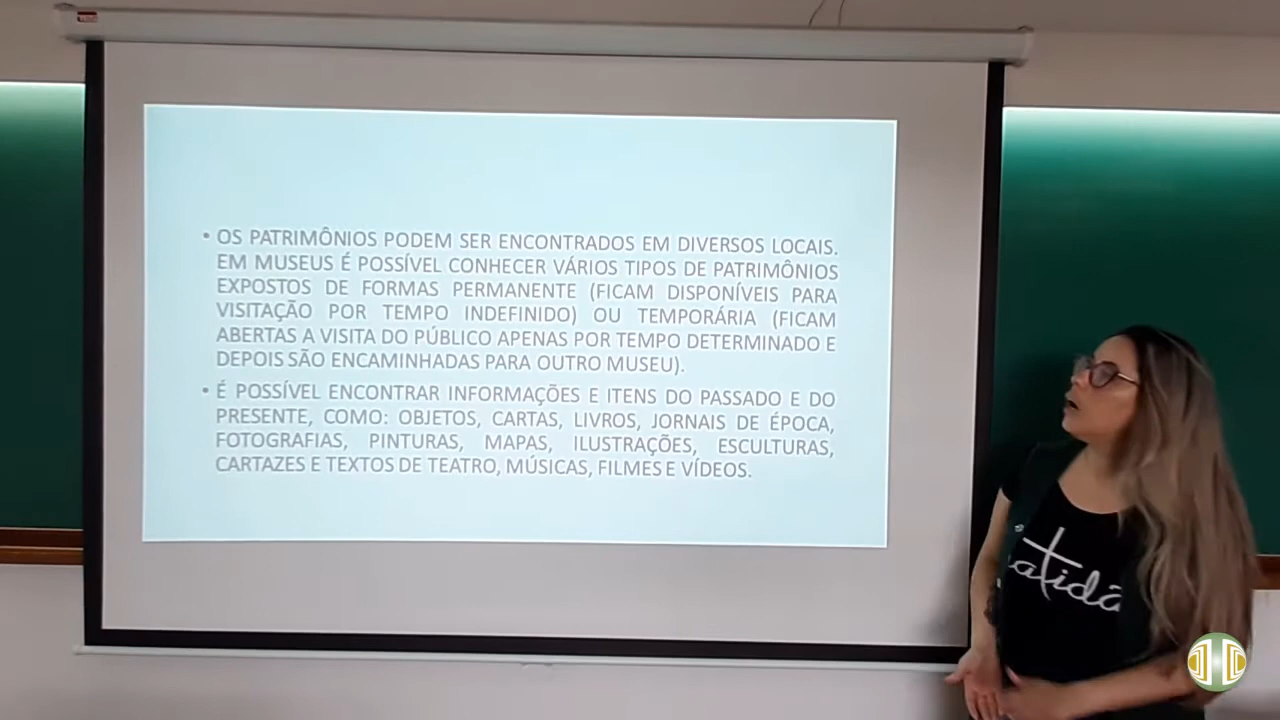 • OS PATRIMÔNIOS PODEM SER ENCONTRADOS EM DIVERSOS LOCAIS.
EM MUSEUS É POSSÍVEL CONHECER VÁRIOS TIPOS DE PATRIMÔNIOS
EXPOSTOS DE FORMAS PERMANENTE (FICAM DISPONÍVEIS PARA
VISITAÇÃO POR TEMPO INDEFINIDO) OU TEMPORÁRIA (FICAM
ABERTAS A VISITA DO PÚBLICO APENAS POR TEMPO DETERMINADO E
DEPOIS SÃO ENCAMINHADAS PARA OUTRO MUSEU).
• É POSSÍVEL ENCONTRAR INFORMAÇÕES E ITENS DO PASSADO E DO
PRESENTE, COMO: OBJETOS, CARTAS, LIVROS, JORNAIS DE ÉPOCA,
FOTOGRAFIAS, PINTURAS, MAPAS, ILUSTRAÇÕES, ESCULTURAS,
CARTAZES E TEXTOS DE TEATRO, MÚSICAS, FILMES E VÍDEOS.